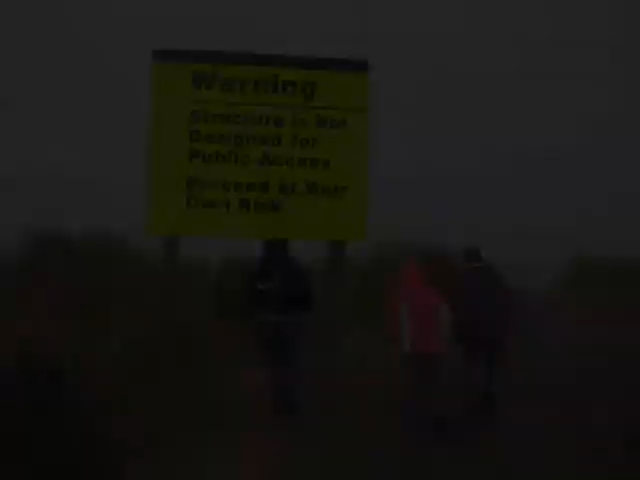 Warning
Structure is Not
Designed for
Public Access
Proceed at Your
Own Risk